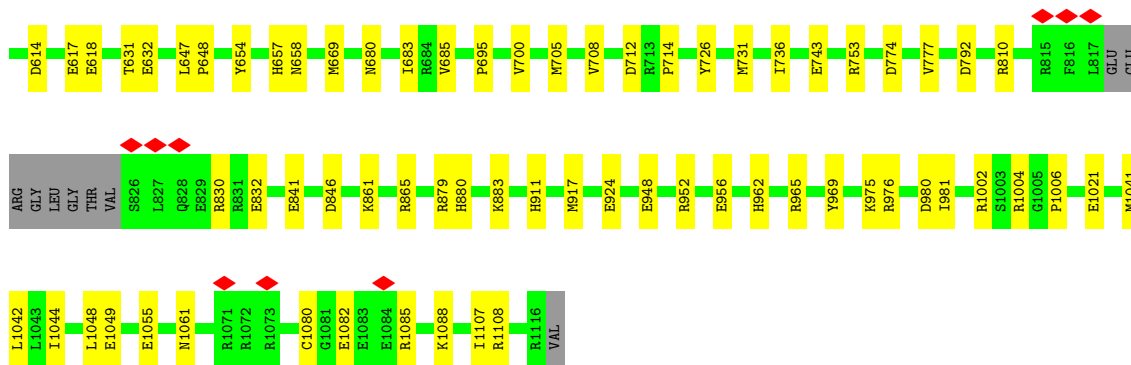 D614 E617 E618 T631 E632 L647 P648 Y654 H657 N658 M669 N680 I683 R684 V685 P695 V700 M705 V708 D712 R713 P714 Y726 M731 I736 E743 R753 D774 V777 D792 R810 R815 F816 L817 GLU GLU
ARG GLY LEU GLY THR VAL S826 L827 Q828 E829 R830 R831 E832 E841 D846 K861 R865 R879 H880 K883 H911 M917 E924 E948 R952 E956 H962 R965 Y969 K975 R976 D980 I981 R1002 S1003 R1004 G1005 P1006 E1021 M1041
L1042 L1043 I1044 L1048 E1049 E1055 N1061 R1071 R1072 R1073 C1080 G1081 E1082 E1083 E1084 R1085 K1088 I1107 R1108 R1116 VAL